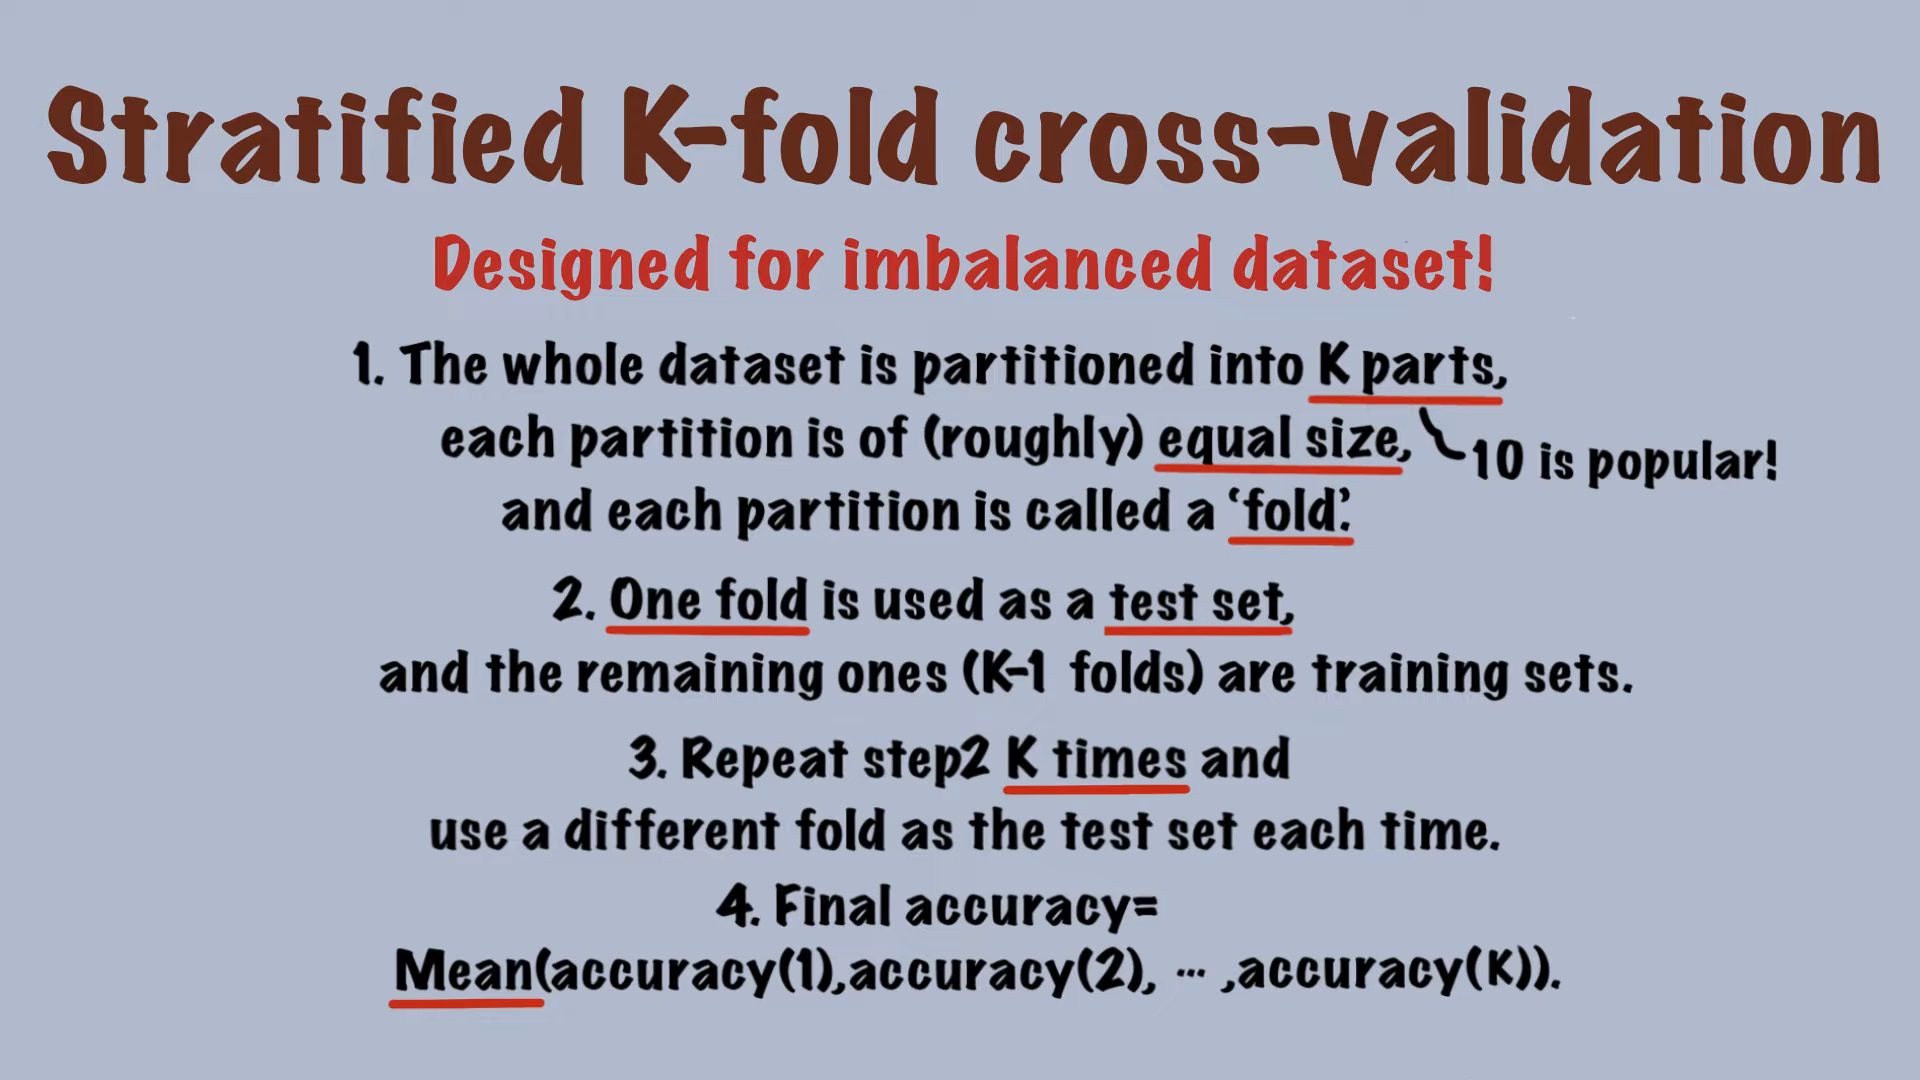 Stratified K-fold cross-validation
Designed for imbalanced dataset!
1. The whole dataset is partitioned into K parts,
each partition is of (roughly) equal size,
10 is popular!
and each partition is called a ‘fold’.
2. One fold is used as a test set,
and the remaining ones (K-1 folds) are training sets.
3. Repeat step2 K times and
use a different fold as the test set each time.
4. Final accuracy=
Mean(accuracy(1),accuracy(2), ··· ,accuracy(K)).